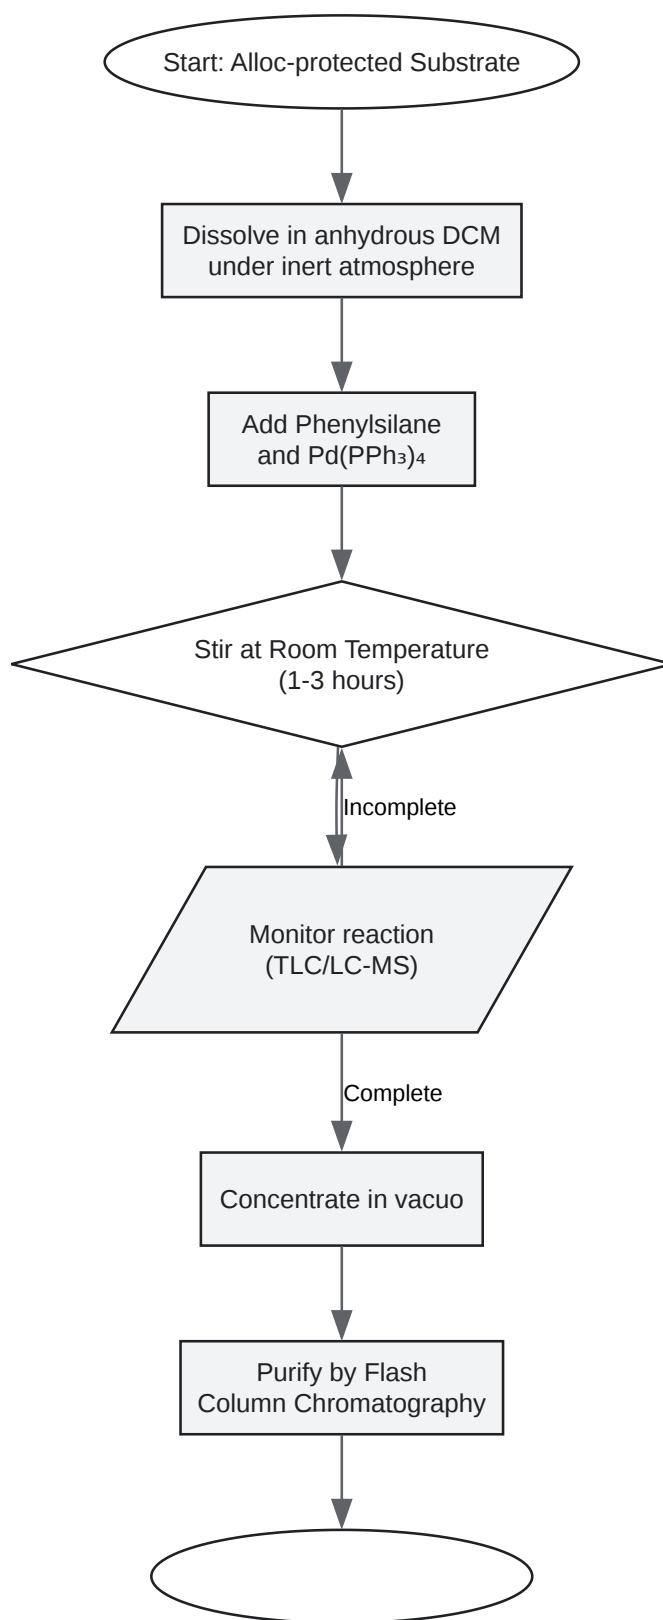 Start: Alloc-protected Substrate
Dissolve in anhydrous DCM
under inert atmosphere
Add Phenylsilane
and Pd(PPh₃)₄
Stir at Room Temperature
(1-3 hours)
Incomplete
Monitor reaction
(TLC/LC-MS)
Complete
Concentrate in vacuo
Purify by Flash
Column Chromatography